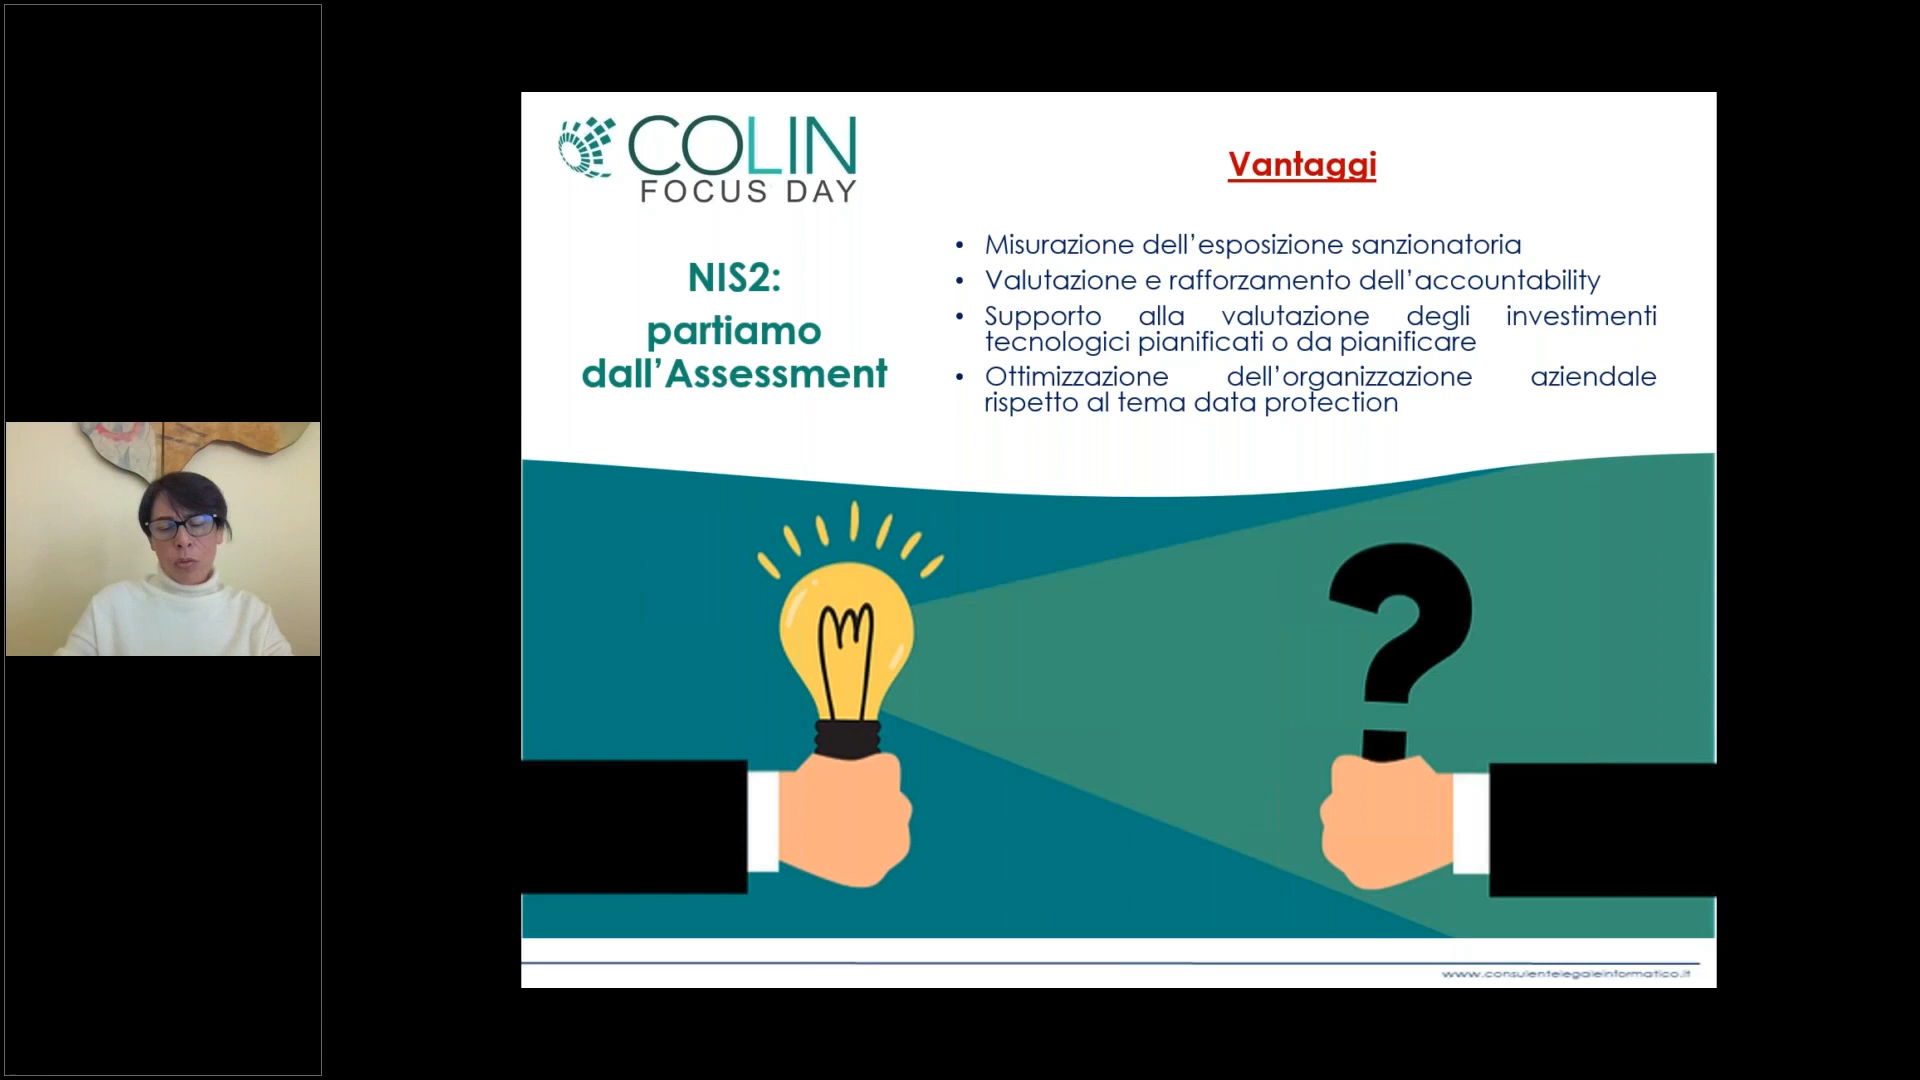 COLIN
FOCUS DAY
NIS2:
partiamo
dall’Assessment
Vantaggi
• Misurazione dell’esposizione sanzionatoria
• Valutazione e rafforzamento dell’accountability
• Supporto alla valutazione degli investimenti
tecnologici pianificati o da pianificare
• Ottimizzazione dell’organizzazione aziendale
rispetto al tema data protection
www.consulentelegaleinformatico.it